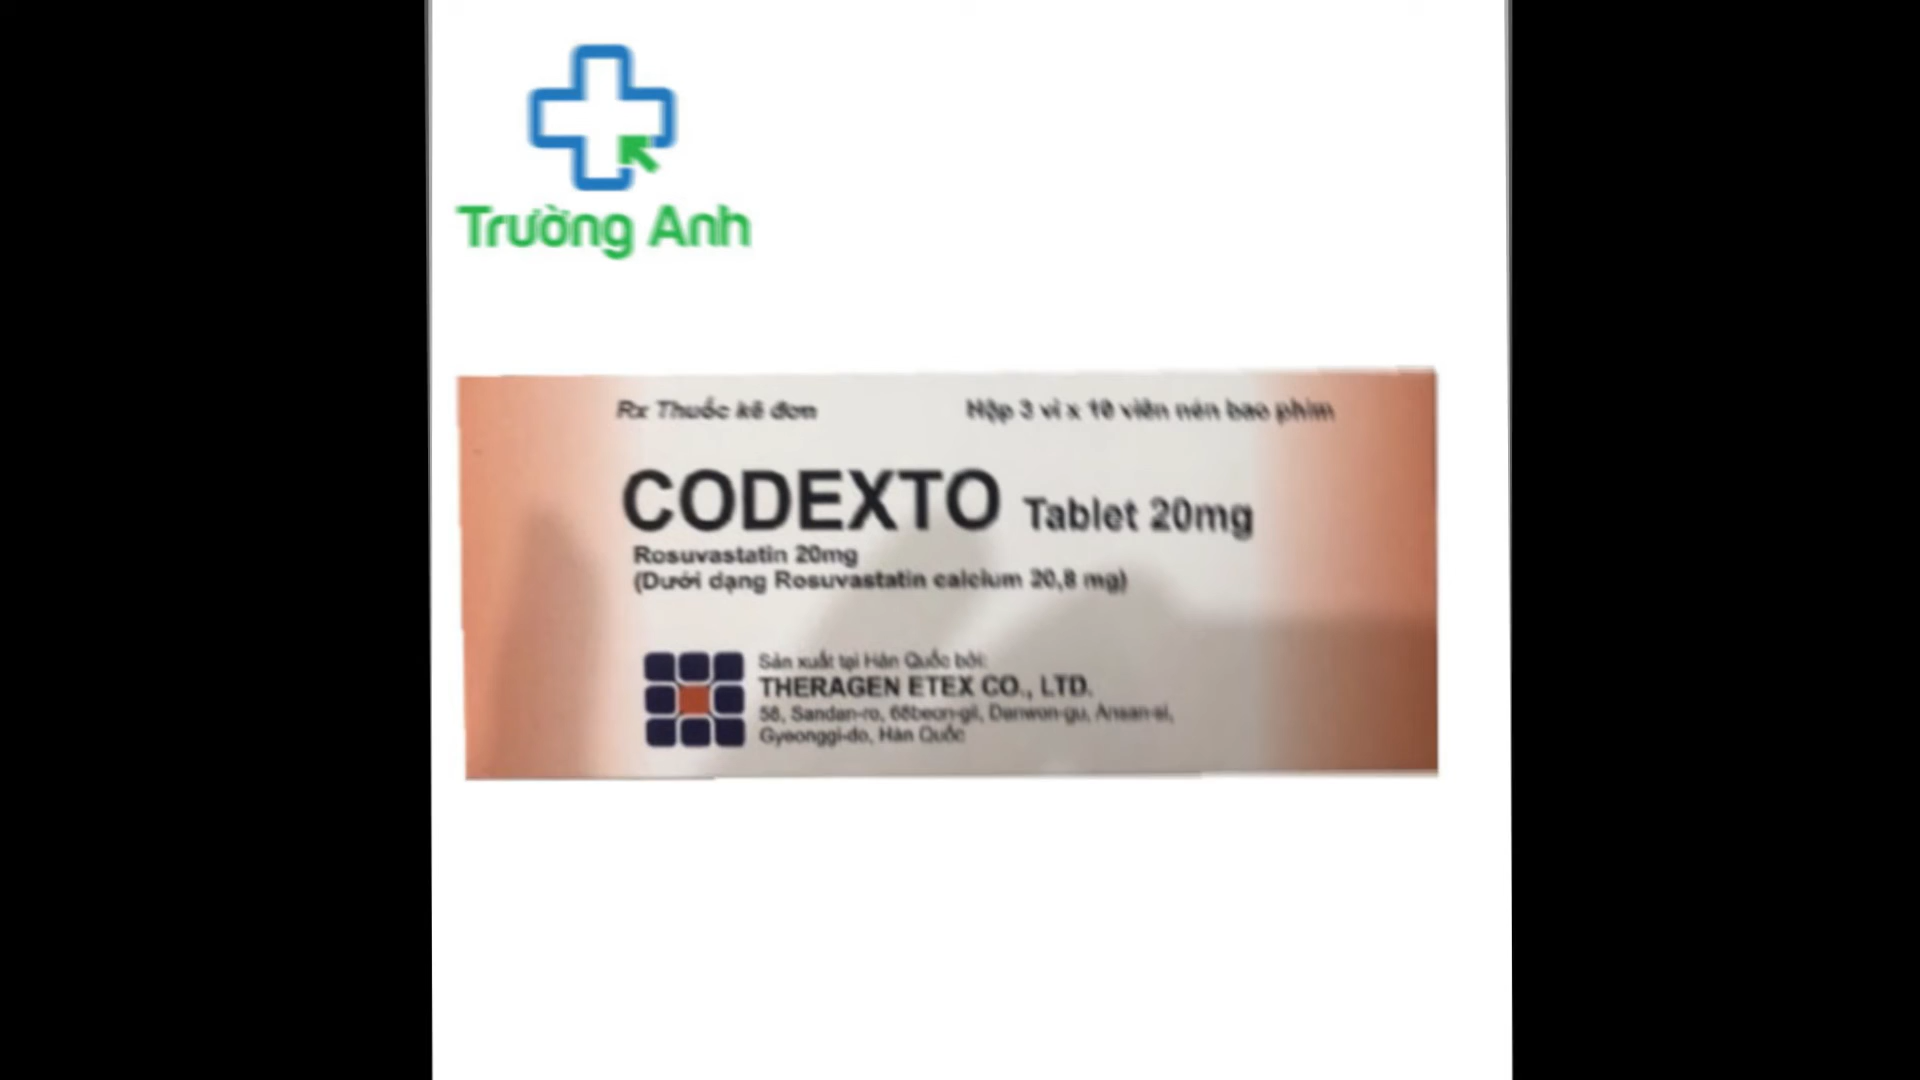 Trường Anh
Rx Thuốc kê đơn
Hộp 3 vỉ x 10 viên nén bao phim
CODEXTO Tablet 20mg
Rosuvastatin 20mg
(Dưới dạng Rosuvastatin calcium 20,8 mg)
Sản xuất tại Hàn Quốc bởi:
THERAGEN ETEX CO., LTD.
58, Sandan-ro, 68beon-gil, Danwon-gu, Ansan-si,
Gyeonggi-do, Hàn Quốc